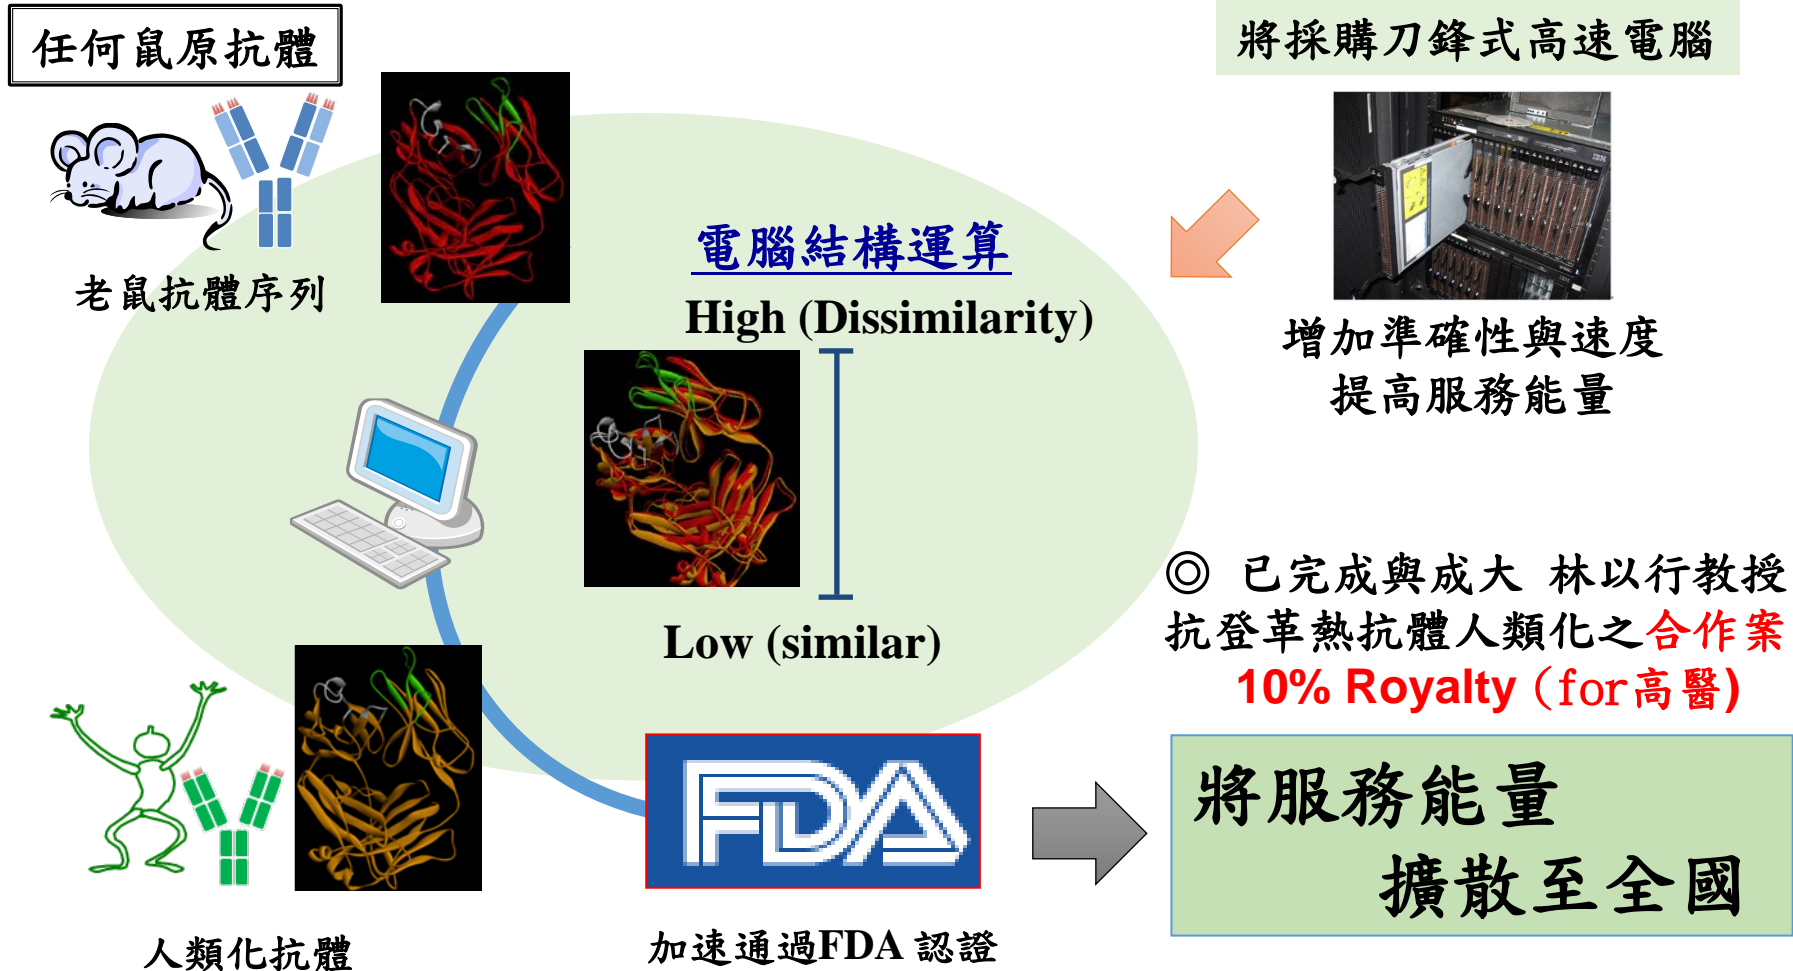 任何鼠原抗體
將採購刀鋒式高速電腦
老鼠抗體序列
電腦結構運算
High (Dissimilarity)
IBM
增加準確性與速度
提高服務能量
Low (similar)
◎ 已完成與成大 林以行教授
抗登革熱抗體人類化之合作案
10% Royalty (for高醫)
FDA
將服務能量
擴散至全國
人類化抗體
加速通過FDA 認證